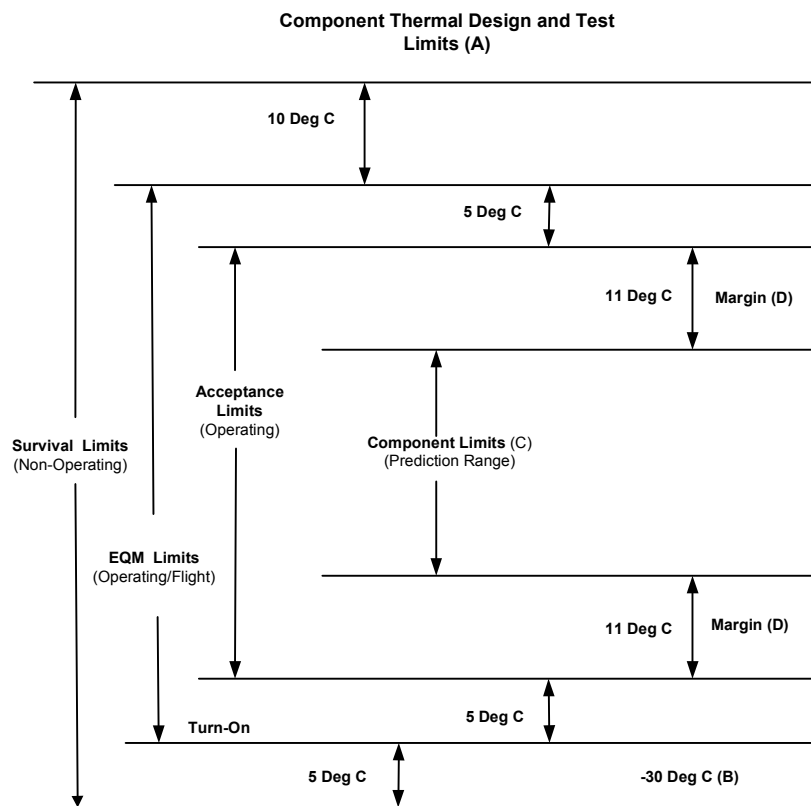 Component Thermal Design and Test
Limits (A)
10 Deg C
5 Deg C
11 Deg C
Margin (D)
Acceptance
Limits
(Operating)
Survival Limits
(Non-Operating)
Component Limits (C)
(Prediction Range)
EQM Limits
(Operating/Flight)
11 Deg C
Margin (D)
5 Deg C
Turn-On
5 Deg C
-30 Deg C (B)